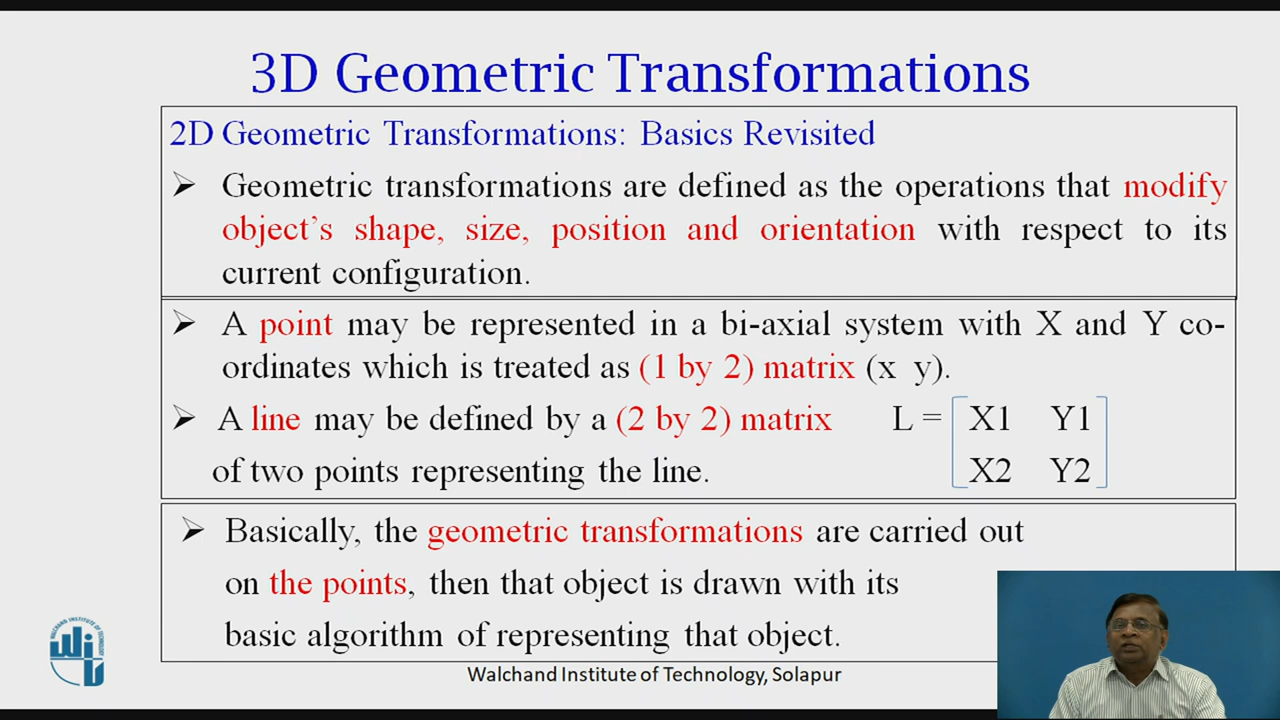 3D Geometric Transformations
2D Geometric Transformations: Basics Revisited
➢ Geometric transformations are defined as the operations that modify
object's shape, size, position and orientation with respect to its
current configuration.
➢ A point may be represented in a bi-axial system with X and Y co-
ordinates which is treated as (1 by 2) matrix (x y).
➢ A line may be defined by a (2 by 2) matrix L = X1 Y1
of two points representing the line. X2 Y2
➢ Basically, the geometric transformations are carried out
on the points, then that object is drawn with its
basic algorithm of representing that object.
WALCHAND INSTITUTE OF TECHNOLOGY
WIT
Walchand Institute of Technology, Solapur